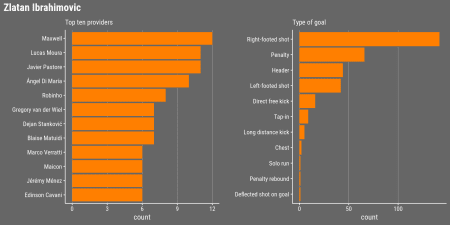 Zlatan Ibrahimovic
Top ten providers
Maxwell
Lucas Moura
Javier Pastore
Ángel Di María
Robinho
Gregory van der Wiel
Dejan Stankovic
Blaise Matuidi
Marco Verratti
Maicon
Jérémy Ménez
Edinson Cavani
0 3 6 9 12
count
Type of goal
Right-footed shot
Penalty
Header
Left-footed shot
Direct free kick
Tap-in
Long distance kick
Chest
Solo run
Penalty rebound
Deflected shot on goal
0 50 100
count